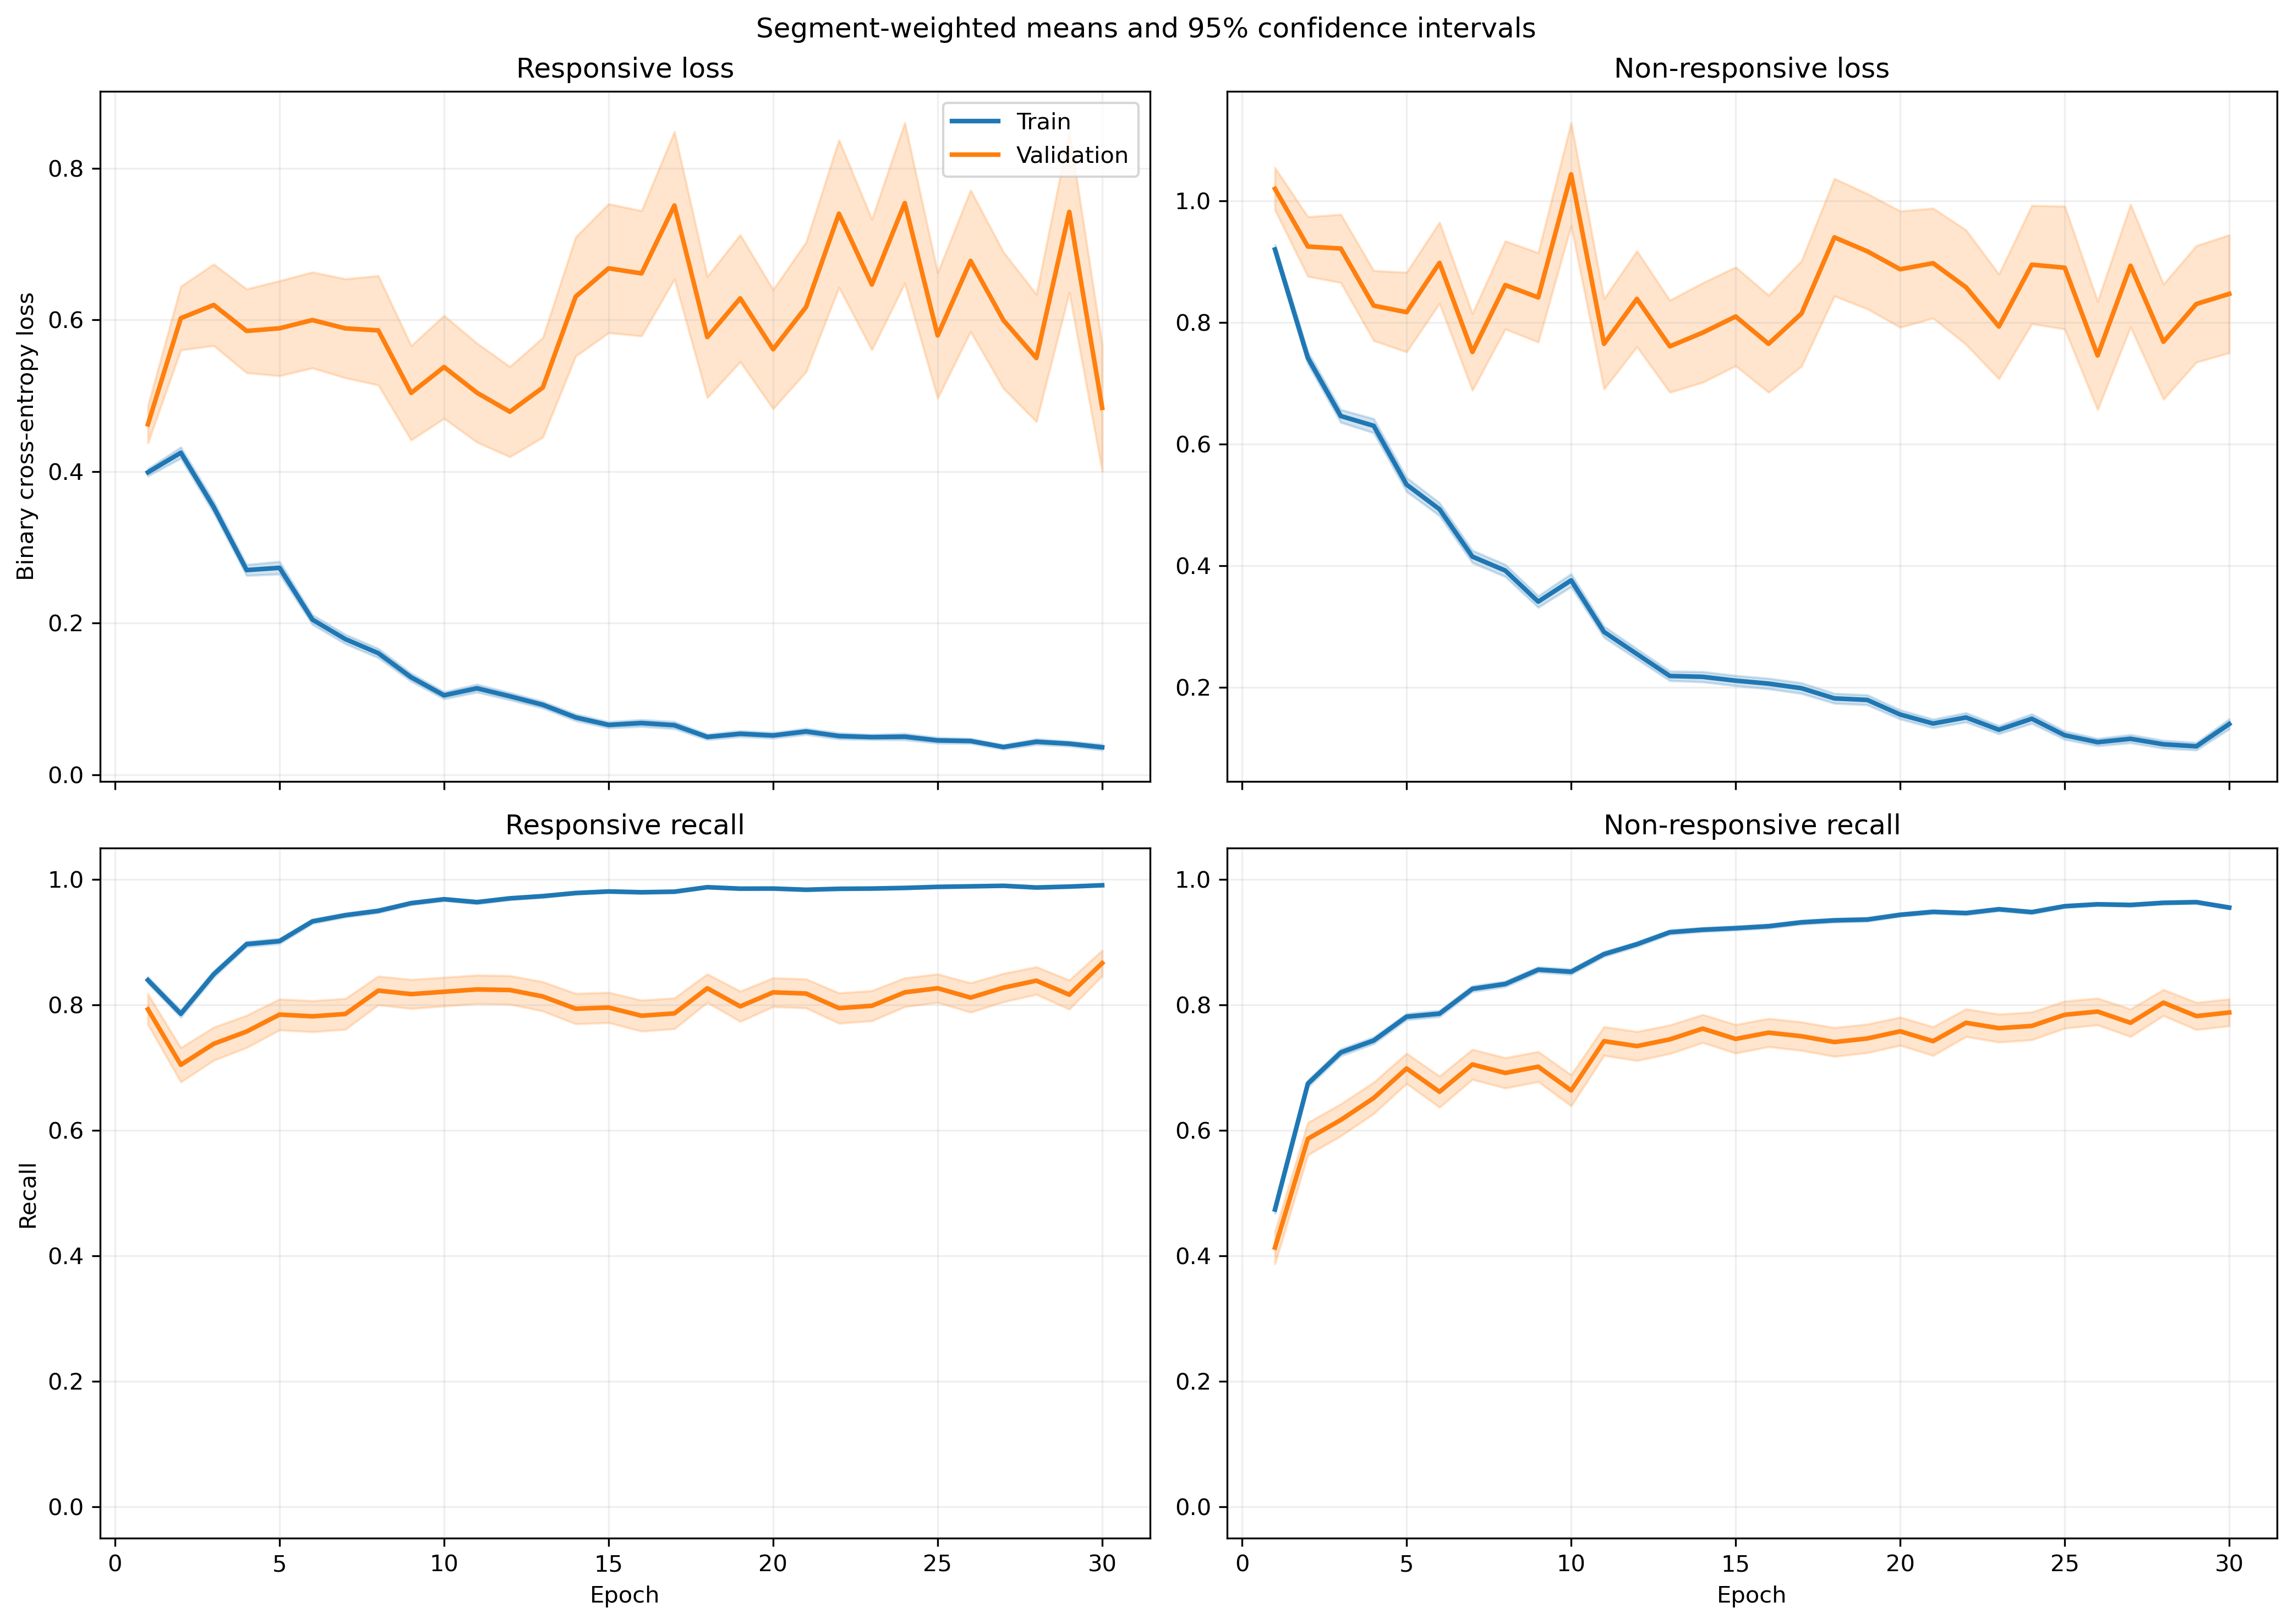 Segment-weighted means and 95% confidence intervals
Responsive loss
Non-responsive loss
Train
Validation
Binary cross-entropy loss
0.8
0.6
0.4
0.2
0.0
1.0
0.8
0.6
0.4
0.2
Responsive recall
Non-responsive recall
Recall
1.0
0.8
0.6
0.4
0.2
0.0
0 5 10 15 20 25 30
Epoch
1.0
0.8
0.6
0.4
0.2
0.0
0 5 10 15 20 25 30
Epoch